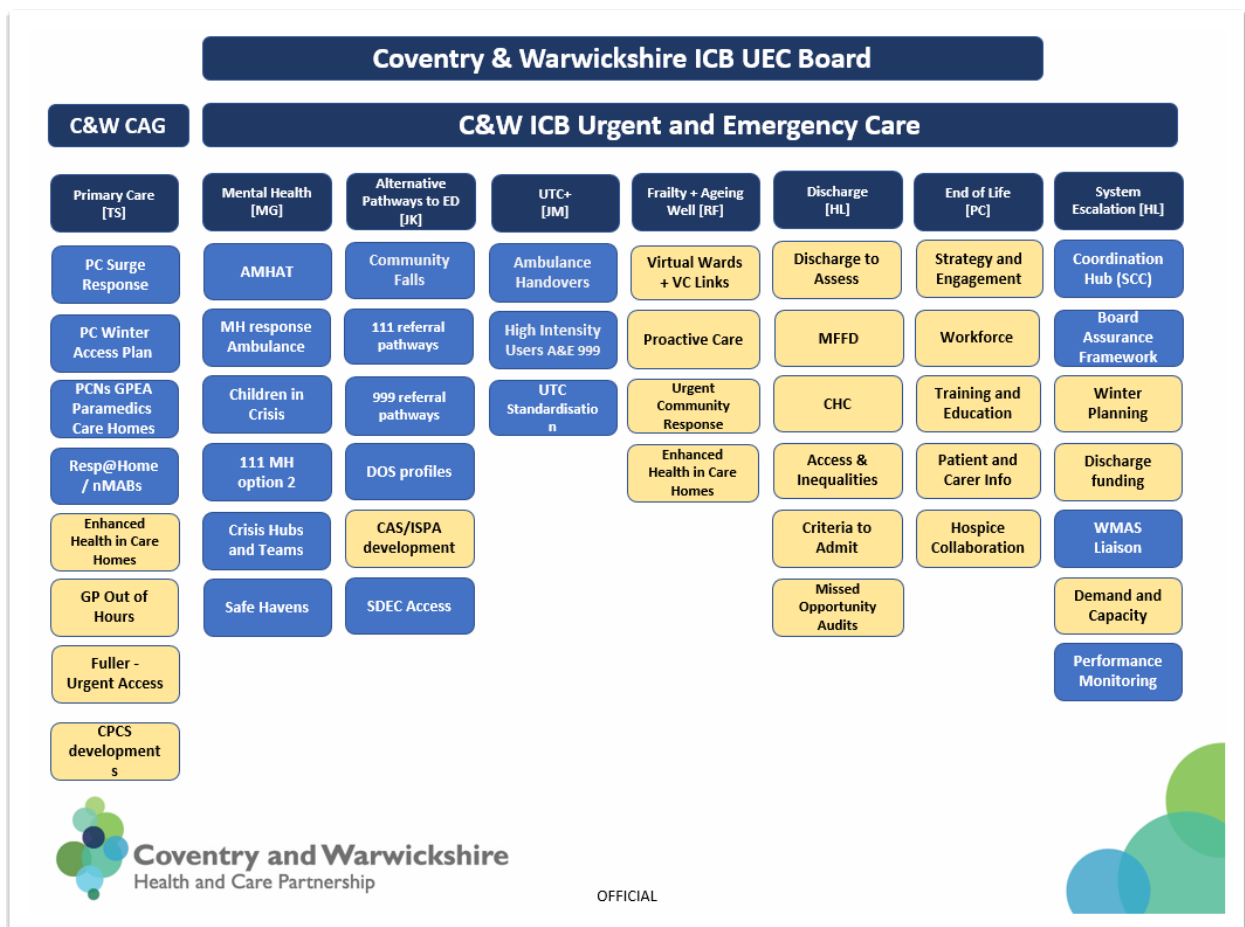 Coventry & Warwickshire ICB UEC Board
C&W CAG
C&W ICB Urgent and Emergency Care
Primary Care
[TS]
PC Surge
Response
PC Winter
Access Plan
PCNs GPEA
Paramedics
Care Homes
Resp@Home
/ nMABs
Enhanced
Health in Care
Homes
GP Out of
Hours
Fuller -
Urgent Access
CPCS
development
s
Mental Health
[MG]
AMHAT
MH response
Ambulance
Children in
Crisis
111 MH
option 2
Crisis Hubs
and Teams
Safe Havens
Alternative
Pathways to ED
[JK]
Community
Falls
111 referral
pathways
999 referral
pathways
DOS profiles
CAS/ISPA
development
SDEC Access
UTC+
[JM]
Ambulance
Handovers
High Intensity
Users A&E 999
UTC
Standardisatio
n
Frailty + Ageing
Well [RF]
Virtual Wards
+ VC Links
Proactive Care
Urgent
Community
Response
Enhanced
Health in Care
Homes
Discharge
[HL]
Discharge to
Assess
MFFD
CHC
Access &
Inequalities
Criteria to
Admit
Missed
Opportunity
Audits
End of Life
[PC]
Strategy and
Engagement
Workforce
Training and
Education
Patient and
Carer Info
Hospice
Collaboration
System
Escalation [HL]
Coordination
Hub (SCC)
Board
Assurance
Framework
Winter
Planning
Discharge
funding
WMAS
Liaison
Demand and
Capacity
Performance
Monitoring
Coventry and Warwickshire
Health and Care Partnership
OFFICIAL